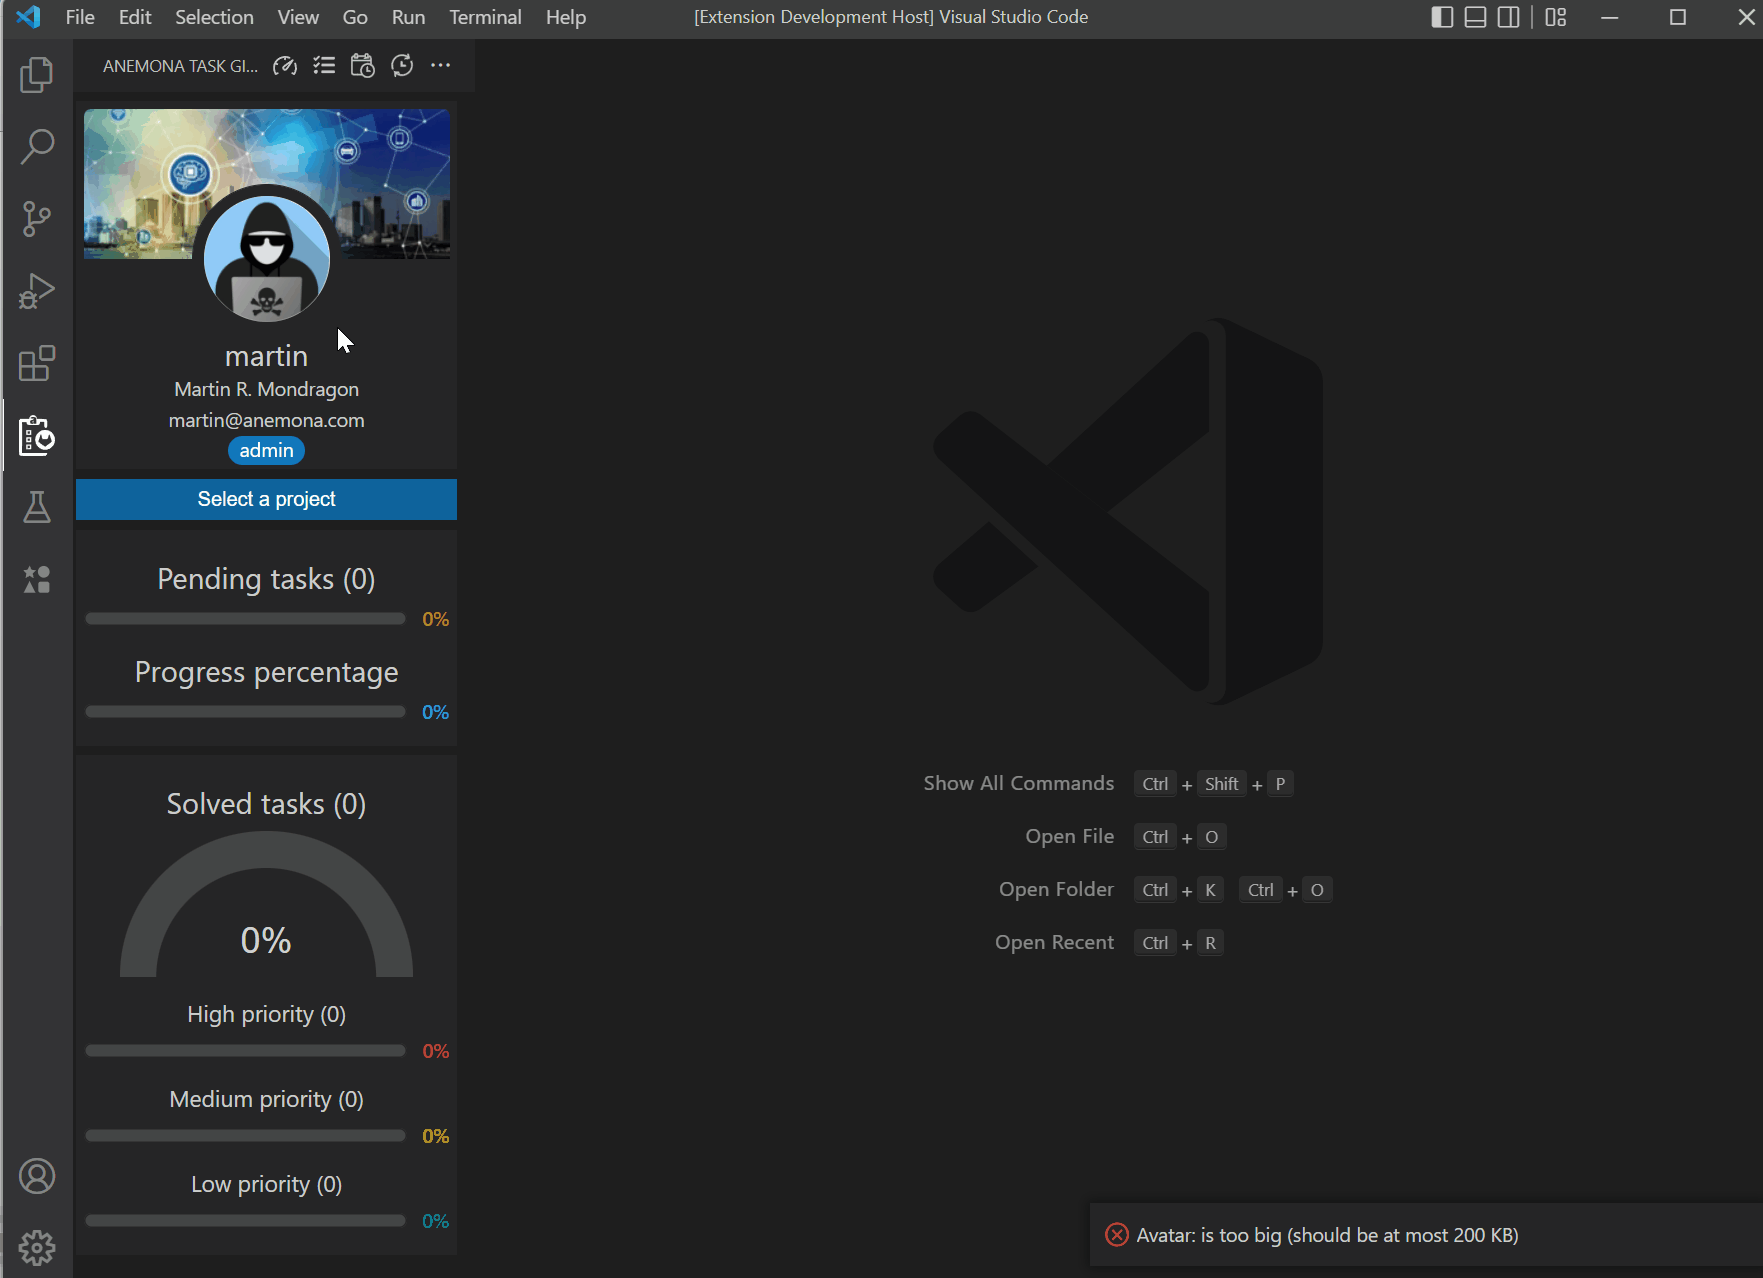 File Edit Selection View Go Run Terminal Help [Extension Development Host] Visual Studio Code
ANEMONA TASK GI...
martin
Martin R. Mondragon
martin@anemona.com
admin
Select a project
Pending tasks (0)
0%
Progress percentage
0%
Solved tasks (0)
0%
High priority (0)
0%
Medium priority (0)
0%
Low priority (0)
0%
Show All Commands Ctrl + Shift + P
Open File Ctrl + O
Open Folder Ctrl + K Ctrl + O
Open Recent Ctrl + R
Avatar: is too big (should be at most 200 KB)